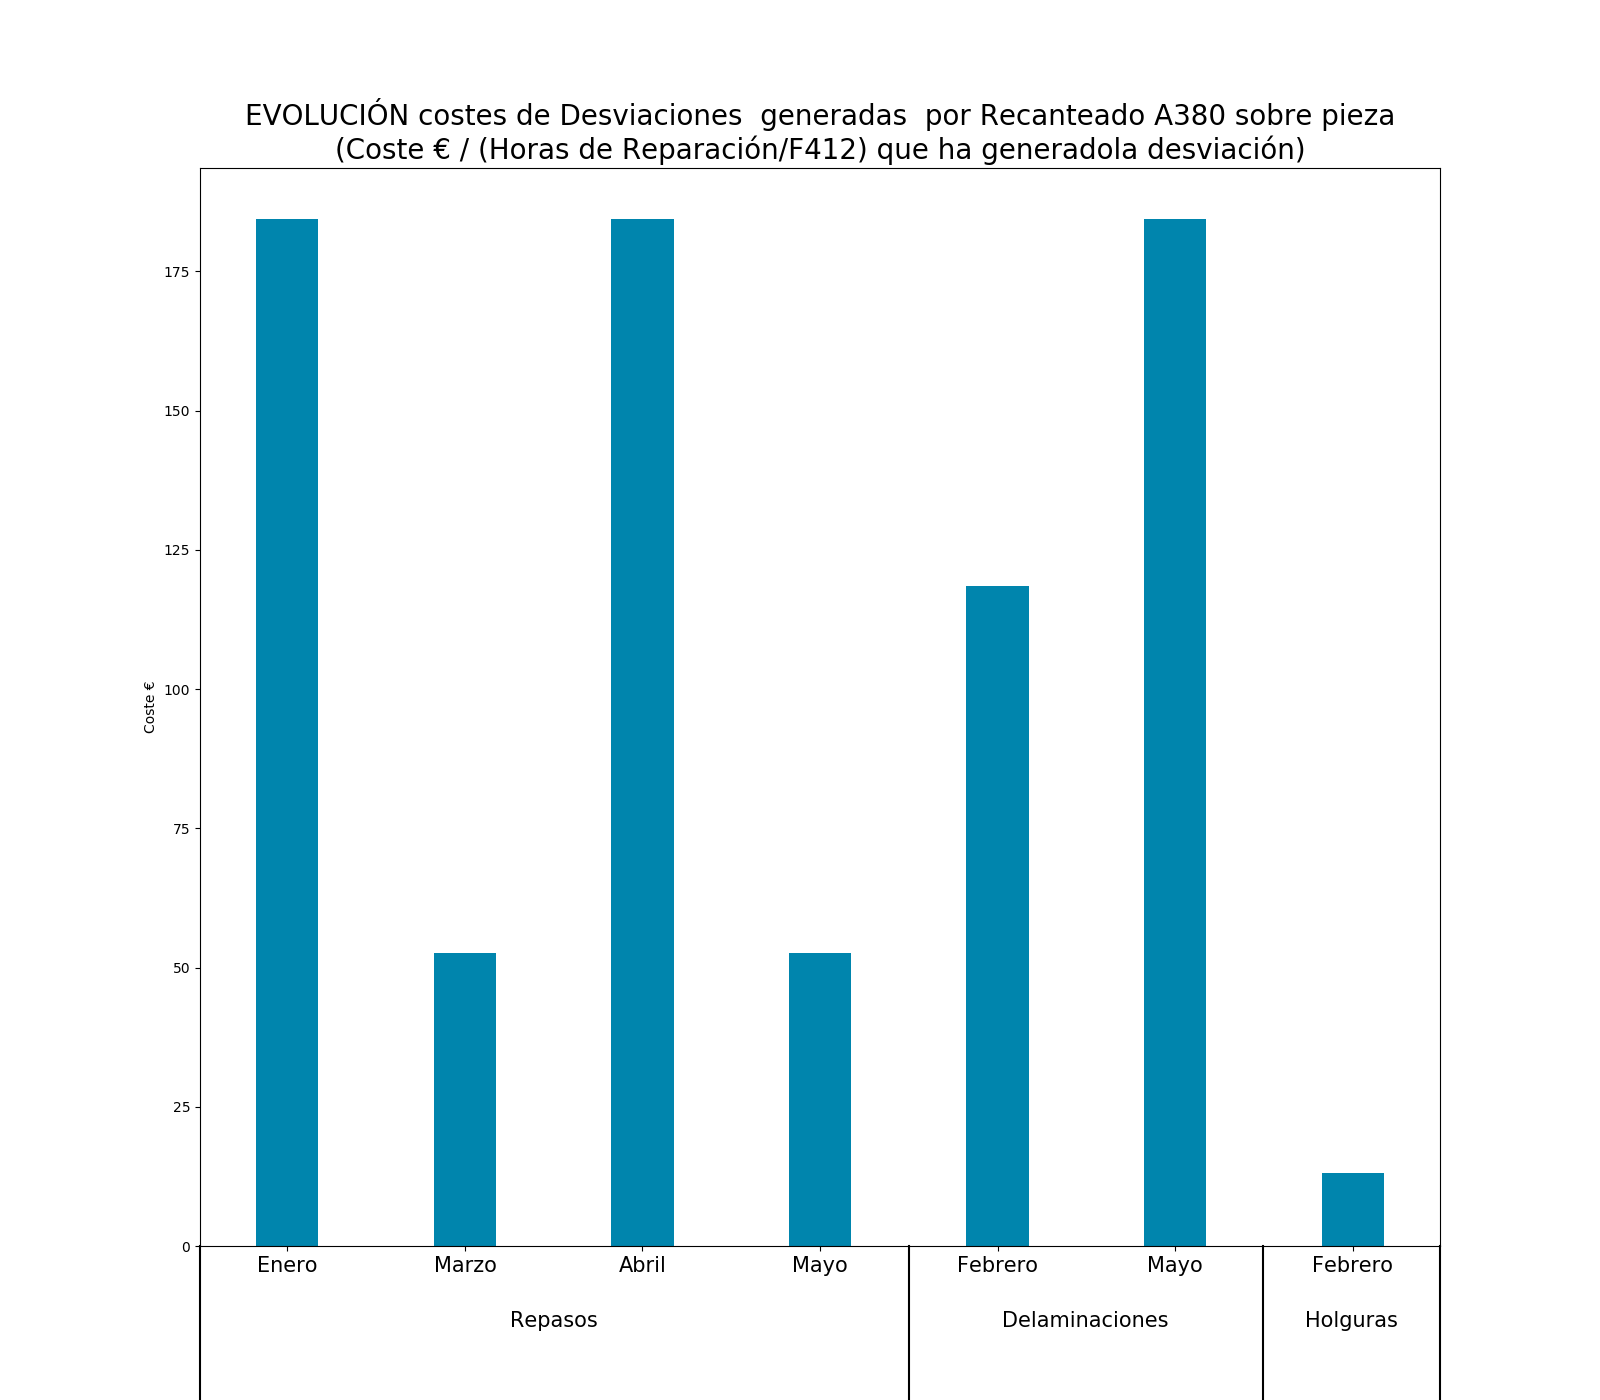 EVOLUCIÓN costes de Desviaciones  generadas  por Recanteado A380 sobre pieza
(Coste € / (Horas de Reparación/F412) que ha generadola desviación)
175
150
125
100
75
50
25
0
Coste €
Enero Marzo Abril Mayo Febrero Mayo Febrero
Repasos Delaminaciones Holguras